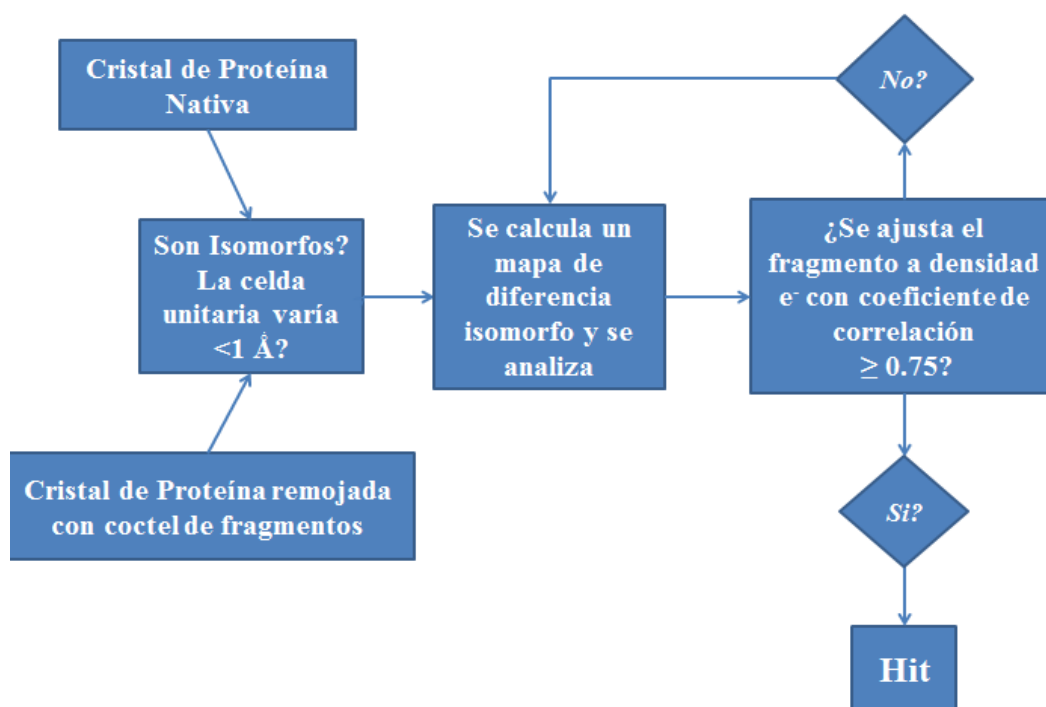 Cristal de Proteína
Nativa
Son Isomorfos?
La celda
unitaria varía
<1 Å?
Cristal de Proteína remojada
con coctel de fragmentos
Se calcula un
mapa de
diferencia
isomorfo y se
analiza
¿Se ajusta el
fragmento a densidad
e- con coeficiente de
correlación
≥ 0.75?
No?
Si?
Hit